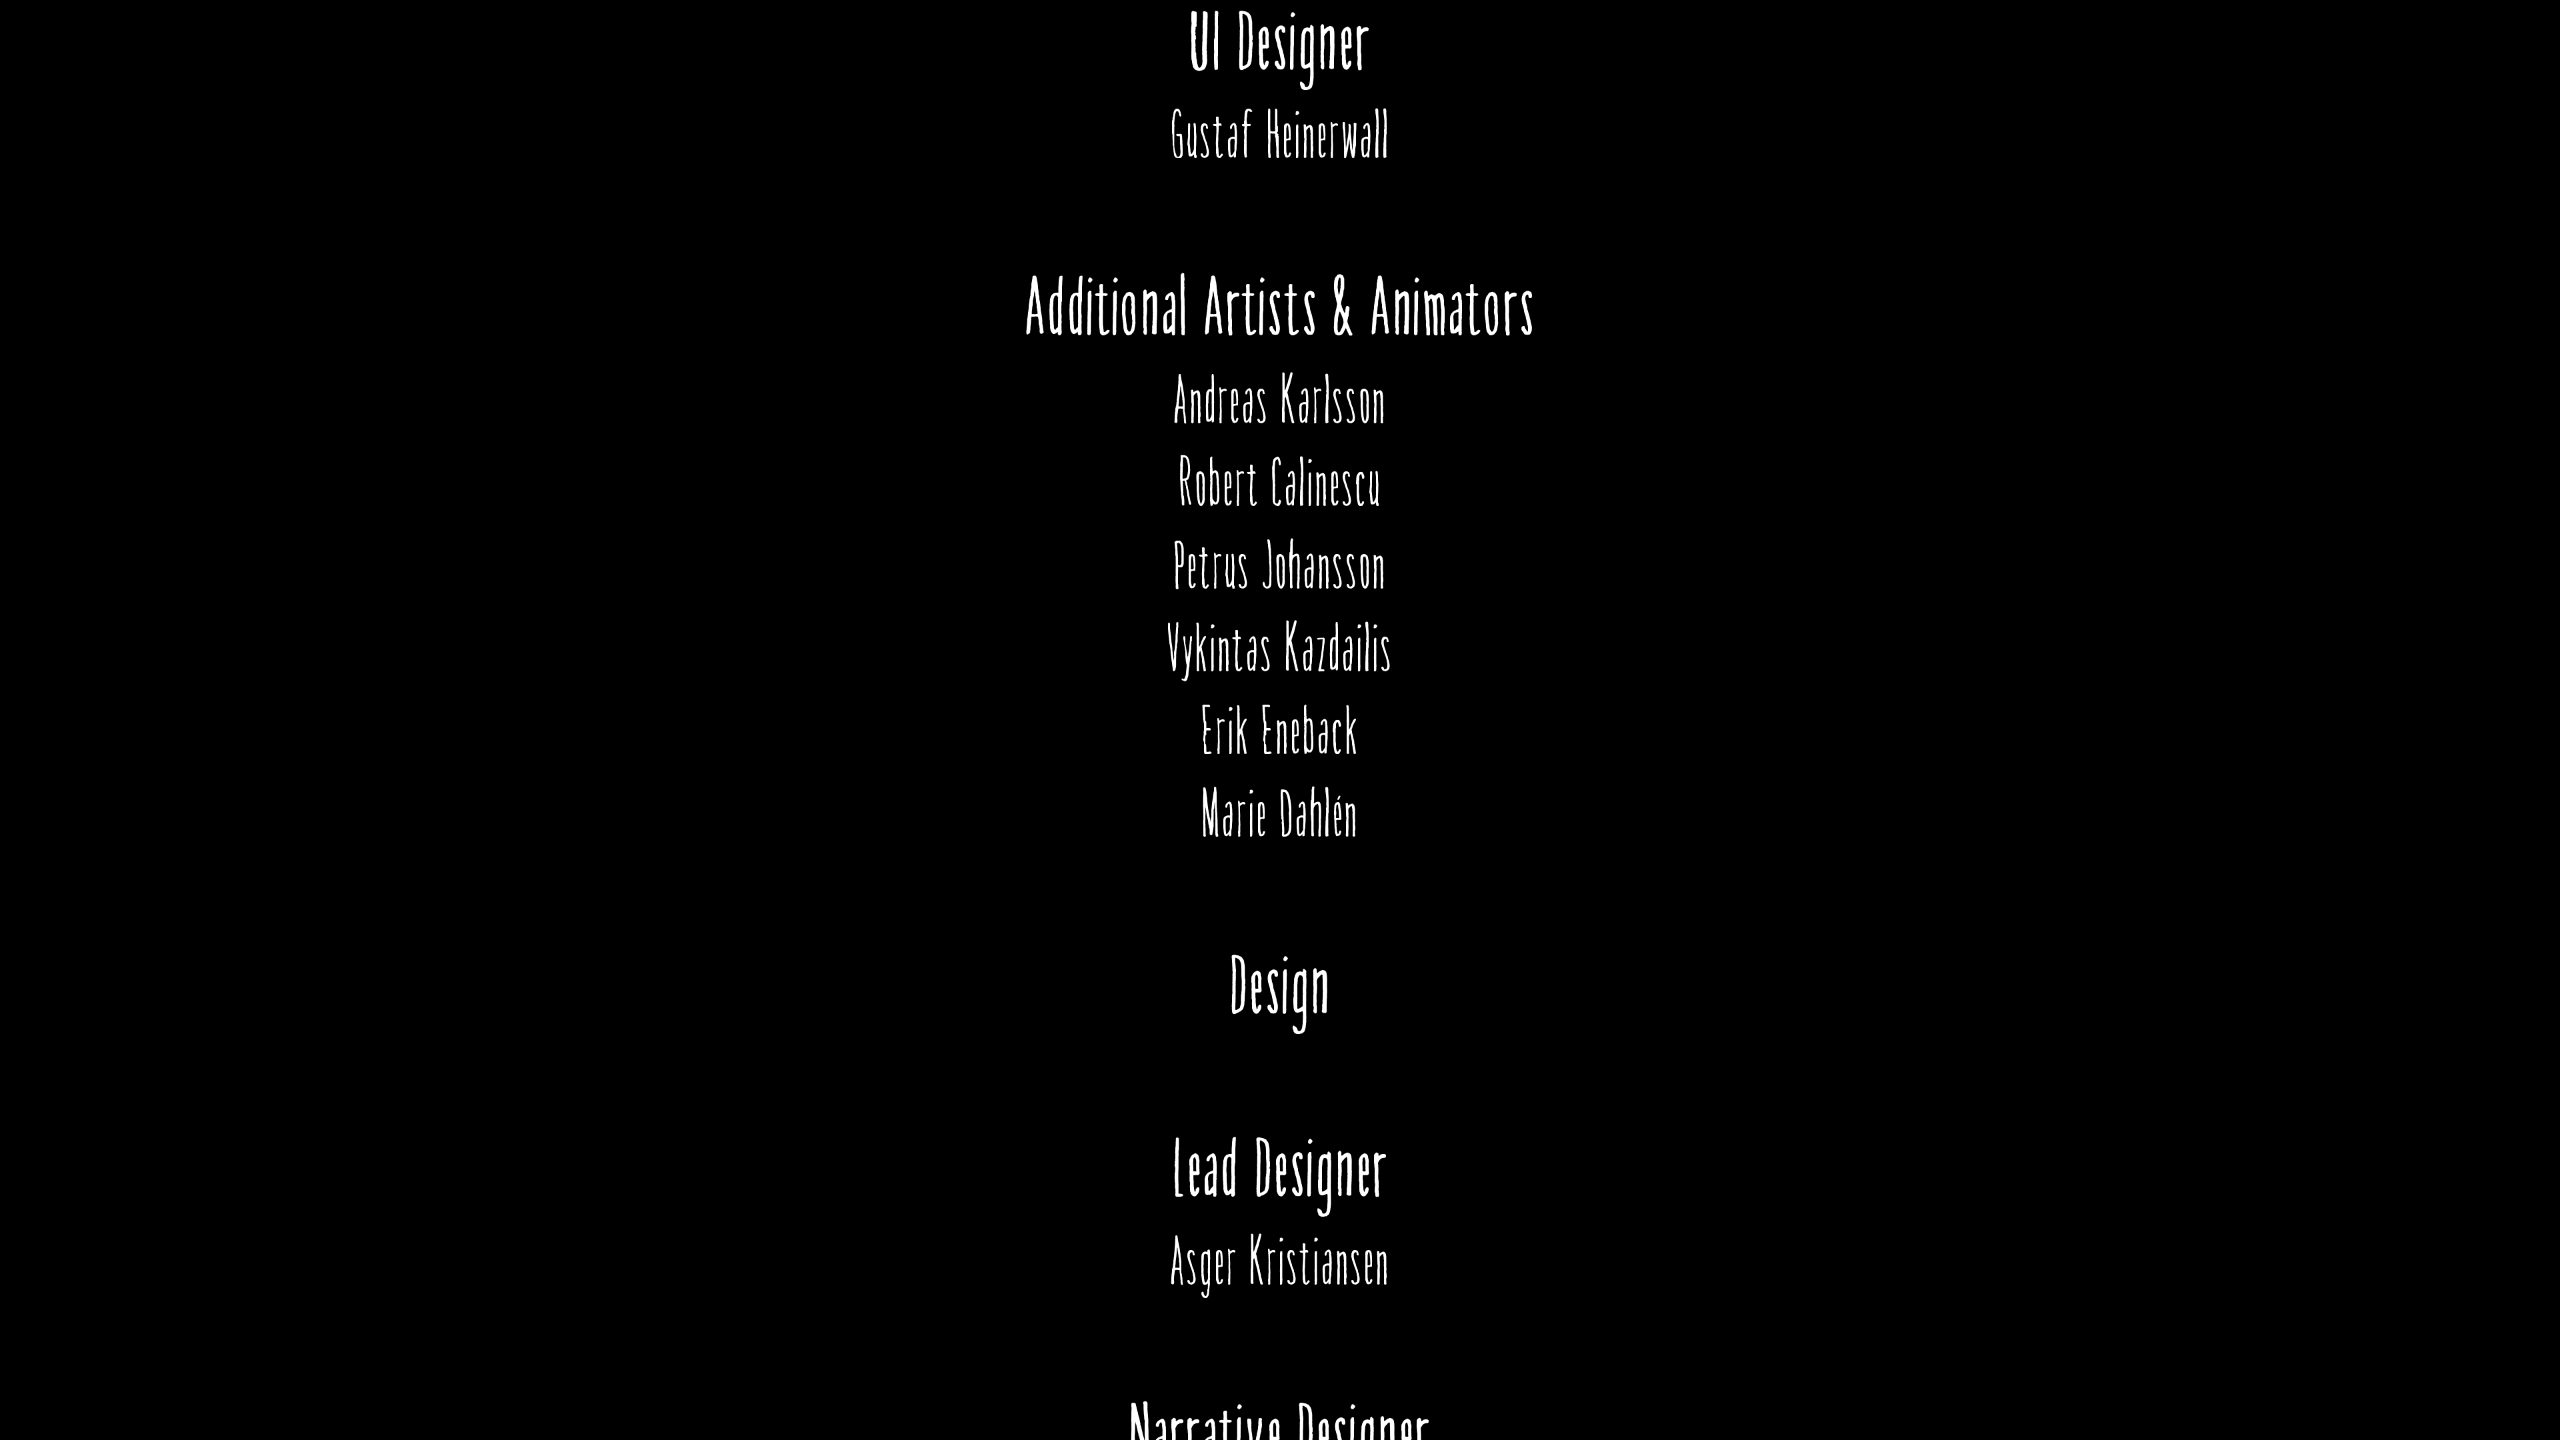 UI Designer
Gustaf Heinerwall
Additional Artists & Animators
Andreas Karlsson
Robert Calinescu
Petrus Johansson
Vykintas Kazdailis
Erik Eneback
Marie Dahlén
Design
Lead Designer
Asger Kristiansen
Narrative Designer